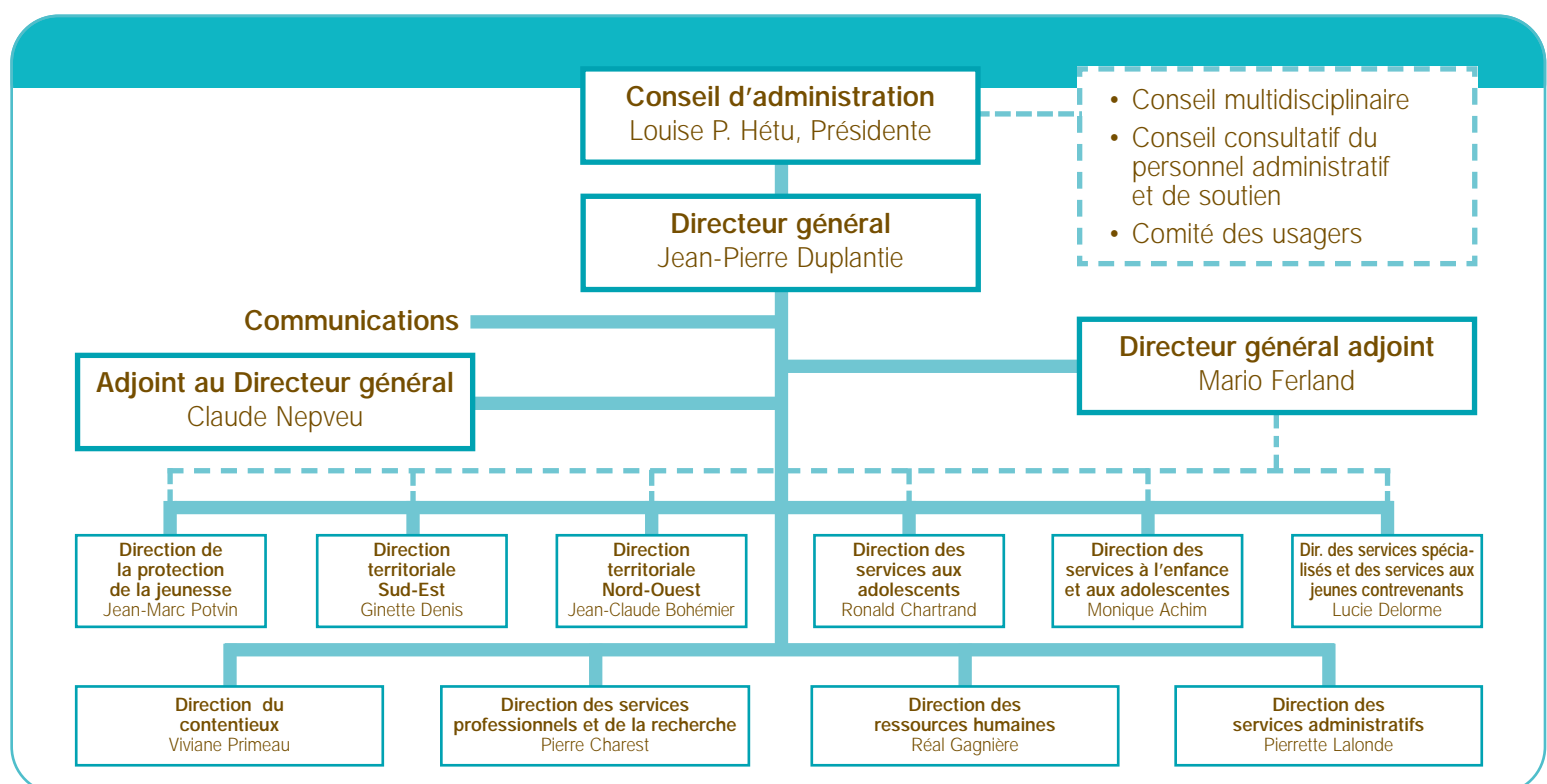 Conseil d'administration
Louise P. Hétu, Présidente
• Conseil multidisciplinaire
• Conseil consultatif du
personnel administratif
et de soutien
• Comité des usagers
Directeur général
Jean-Pierre Duplantie
Communications
Directeur général adjoint
Mario Ferland
Adjoint au Directeur général
Claude Nepveu
Direction de
la protection
de la jeunesse
Jean-Marc Potvin
Direction
territoriale
Sud-Est
Ginette Denis
Direction
territoriale
Nord-Ouest
Jean-Claude Bohémier
Direction des
services aux
adolescents
Ronald Chartrand
Direction des
services à l'enfance
et aux adolescentes
Monique Achim
Dir. des services spécia-
lisés et des services aux
jeunes contrevenants
Lucie Delorme
Direction du
contentieux
Viviane Primeau
Direction des services
professionnels et de la recherche
Pierre Charest
Direction des
ressources humaines
Réal Gagnière
Direction des
services administratifs
Pierrette Lalonde